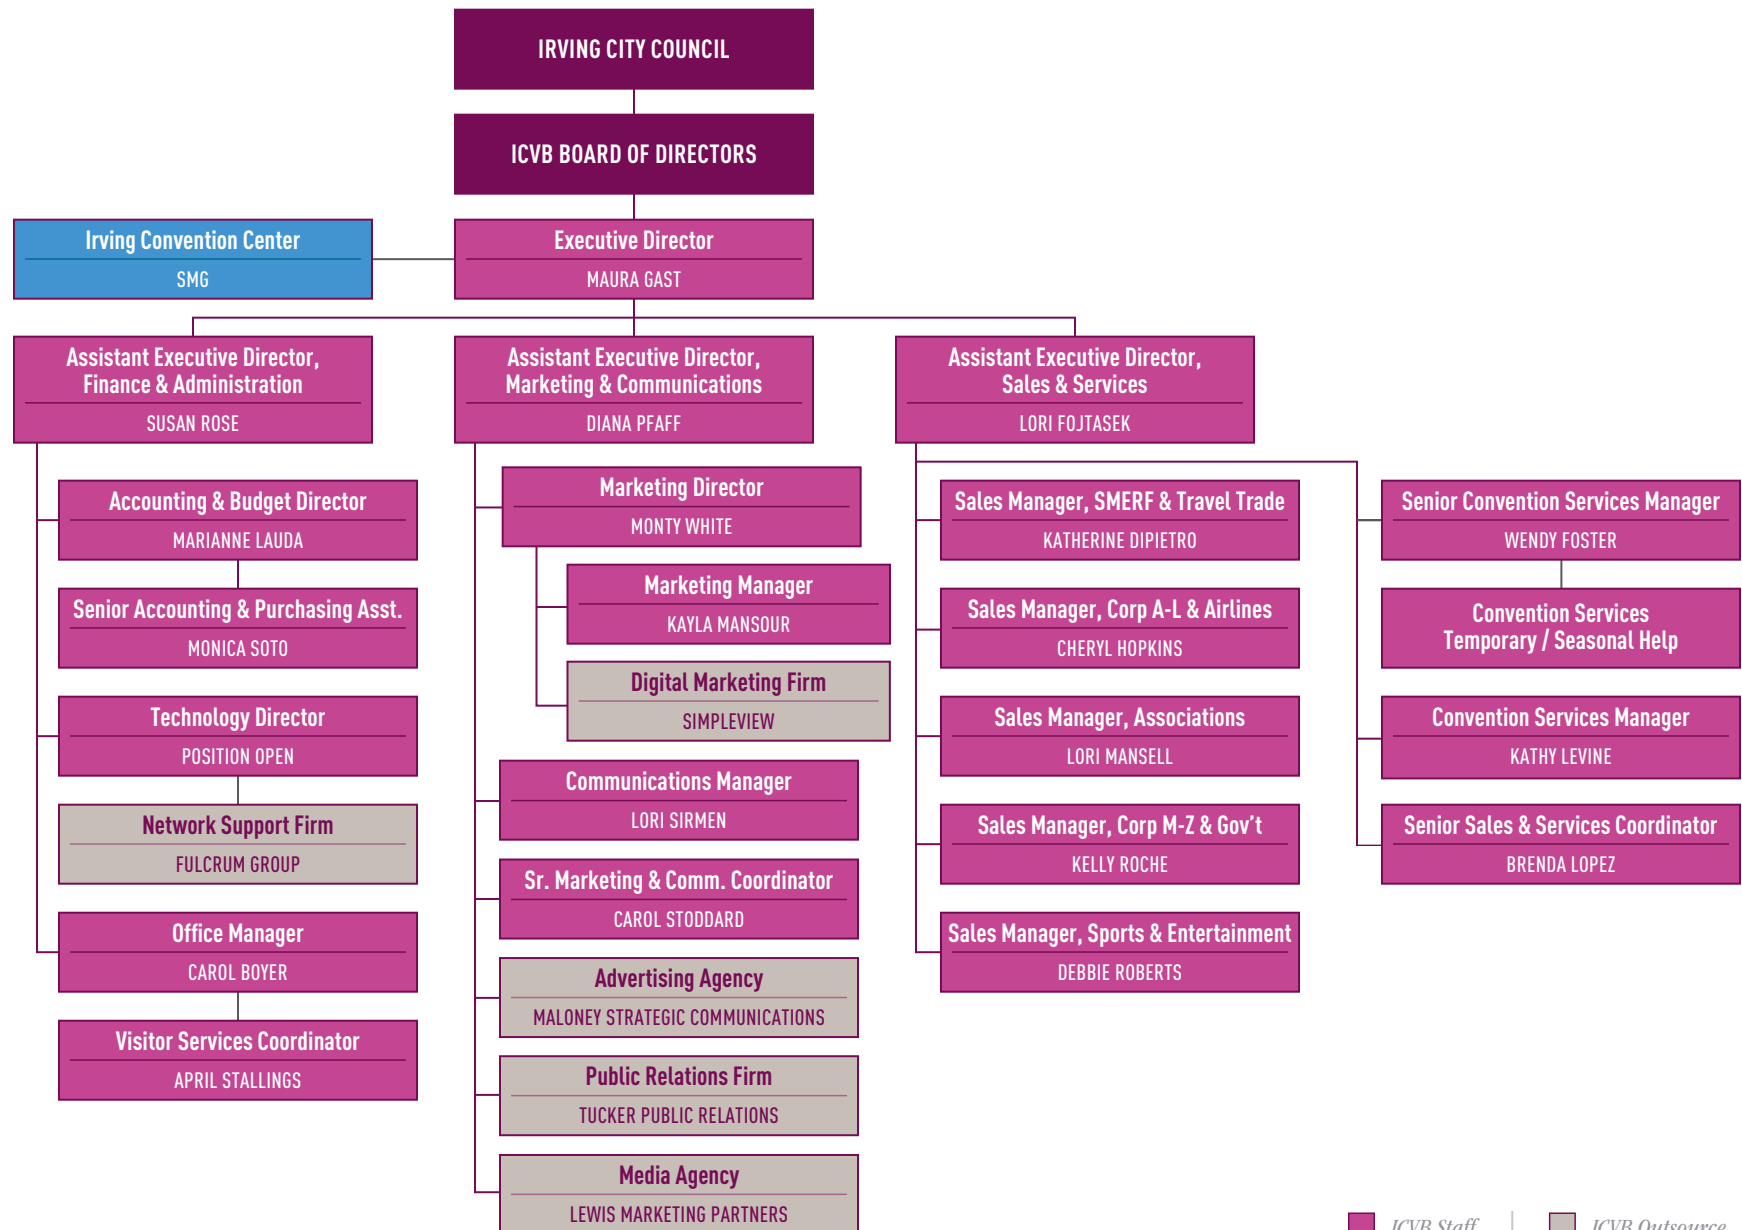 IRVING CITY COUNCIL
ICVB BOARD OF DIRECTORS
Irving Convention Center
SMG
Executive Director
MAURA GAST
Assistant Executive Director,
Finance & Administration
SUSAN ROSE
Accounting & Budget Director
MARIANNE LAUDA
Senior Accounting & Purchasing Asst.
MONICA SOTO
Technology Director
POSITION OPEN
Network Support Firm
FULCRUM GROUP
Office Manager
CAROL BOYER
Visitor Services Coordinator
APRIL STALLINGS
Assistant Executive Director,
Marketing & Communications
DIANA PFAFF
Marketing Director
MONTY WHITE
Marketing Manager
KAYLA MANSOUR
Digital Marketing Firm
SIMPLEVIEW
Communications Manager
LORI SIRMEN
Sr. Marketing & Comm. Coordinator
CAROL STODDARD
Advertising Agency
MALONEY STRATEGIC COMMUNICATIONS
Public Relations Firm
TUCKER PUBLIC RELATIONS
Media Agency
LEWIS MARKETING PARTNERS
Assistant Executive Director,
Sales & Services
LORI FOJTASEK
Sales Manager, SMERF & Travel Trade
KATHERINE DIPIETRO
Sales Manager, Corp A-L & Airlines
CHERYL HOPKINS
Sales Manager, Associations
LORI MANSELL
Sales Manager, Corp M-Z & Gov't
KELLY ROCHE
Sales Manager, Sports & Entertainment
DEBBIE ROBERTS
Senior Convention Services Manager
WENDY FOSTER
Convention Services
Temporary / Seasonal Help
Convention Services Manager
KATHY LEVINE
Senior Sales & Services Coordinator
BRENDA LOPEZ
ICVB Staff
ICVB Outsource